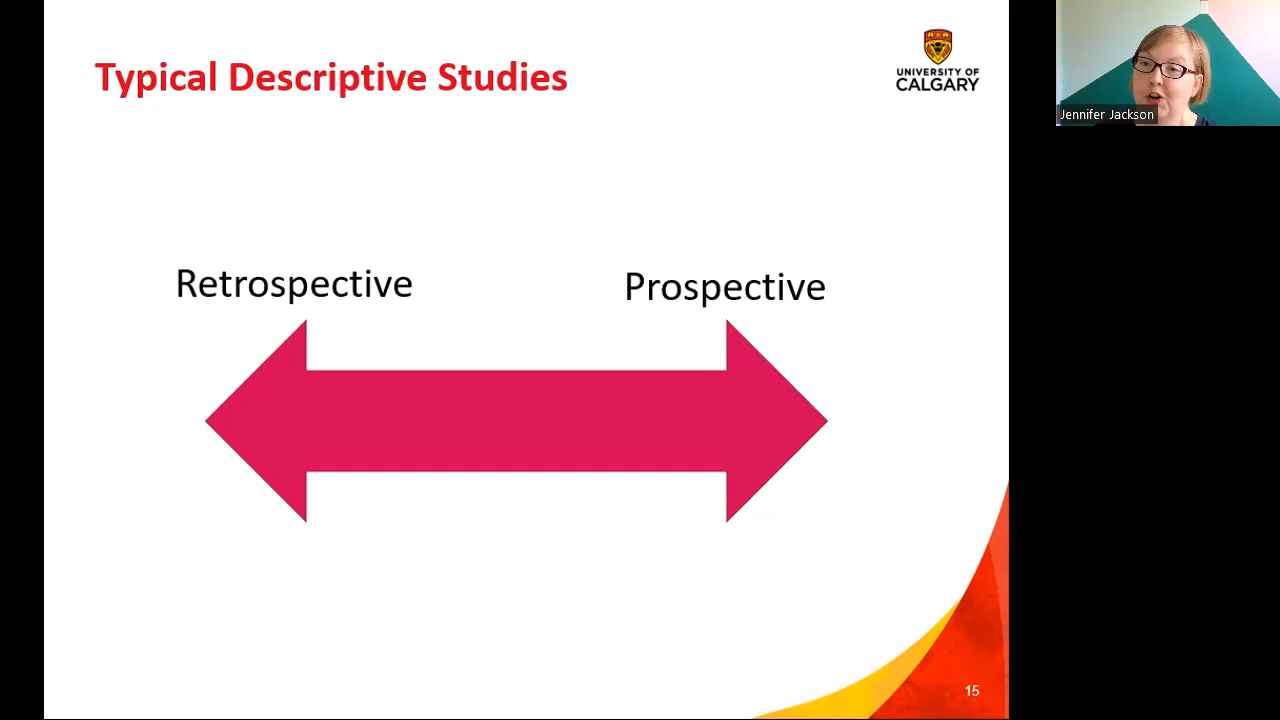 Typical Descriptive Studies
UNIVERSITY OF
CALGARY
Jennifer Jackson
Retrospective
Prospective
15